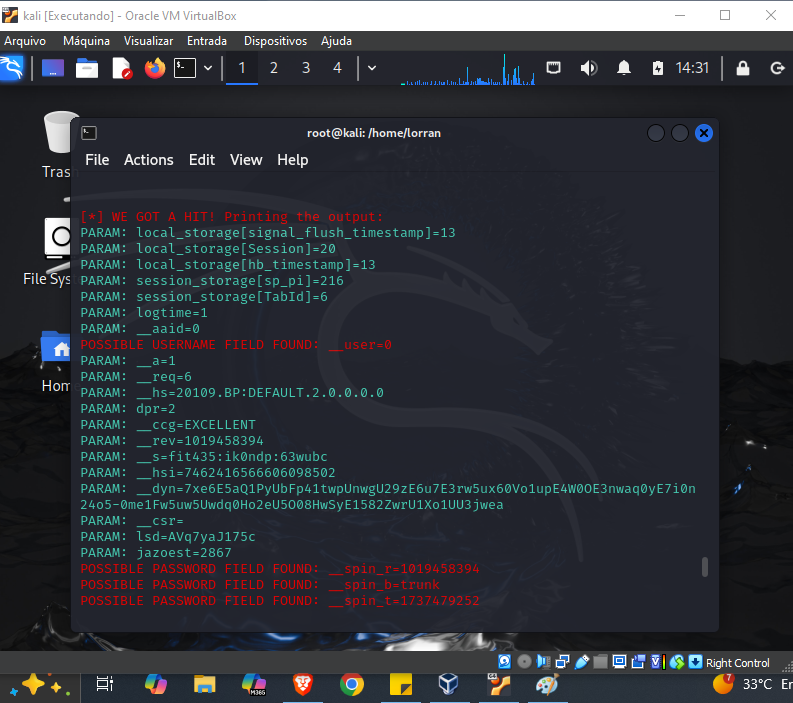 kali [Executando] - Oracle VM VirtualBox
Arquivo Máquina Visualizar Entrada Dispositivos Ajuda
1 2 3 4 14:31
root@kali: /home/lorran
File Actions Edit View Help
Trash
File Sys
Hom
[*] WE GOT A HIT! Printing the output:
PARAM: local_storage[signal_flush_timestamp]=13
PARAM: local_storage[Session]=20
PARAM: local_storage[hb_timestamp]=13
PARAM: session_storage[sp_pi]=216
PARAM: session_storage[TabId]=6
PARAM: logtime=1
PARAM: __aaid=0
POSSIBLE USERNAME FIELD FOUND: __user=0
PARAM: __a=1
PARAM: __req=6
PARAM: __hs=20109.BP:DEFAULT.2.0.0.0.0
PARAM: dpr=2
PARAM: __ccg=EXCELLENT
PARAM: __rev=1019458394
PARAM: __s=fit435:ik0ndp:63wubc
PARAM: __hsi=7462416566606098502
PARAM: __dyn=7xe6E5aQ1PyUbFp41twpUnwgU29zE6u7E3rw5ux60Vo1upE4W0OE3nwaq0yE7i0n
24o5-0me1Fw5uw5Uwdq0Ho2eU5O08HwSyE1582ZwrU1Xo1UU3jwea
PARAM: __csr=
PARAM: lsd=AVq7yaJ175c
PARAM: jazoest=2867
POSSIBLE PASSWORD FIELD FOUND: __spin_r=1019458394
POSSIBLE PASSWORD FIELD FOUND: __spin_b=trunk
POSSIBLE PASSWORD FIELD FOUND: __spin_t=1737479252
Right Control
M365
7
33°C